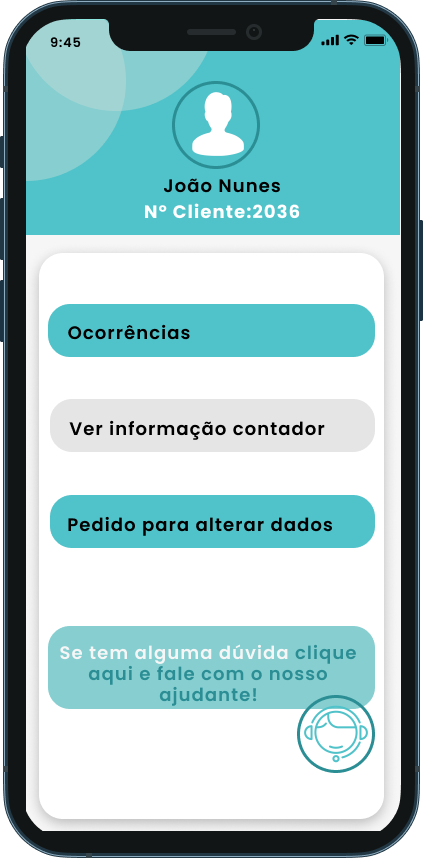 9:45
João Nunes
Nº Cliente:2036
Ocorrências
Ver informação contador
Pedido para alterar dados
Se tem alguma dúvida clique
aqui e fale com o nosso
ajudante!